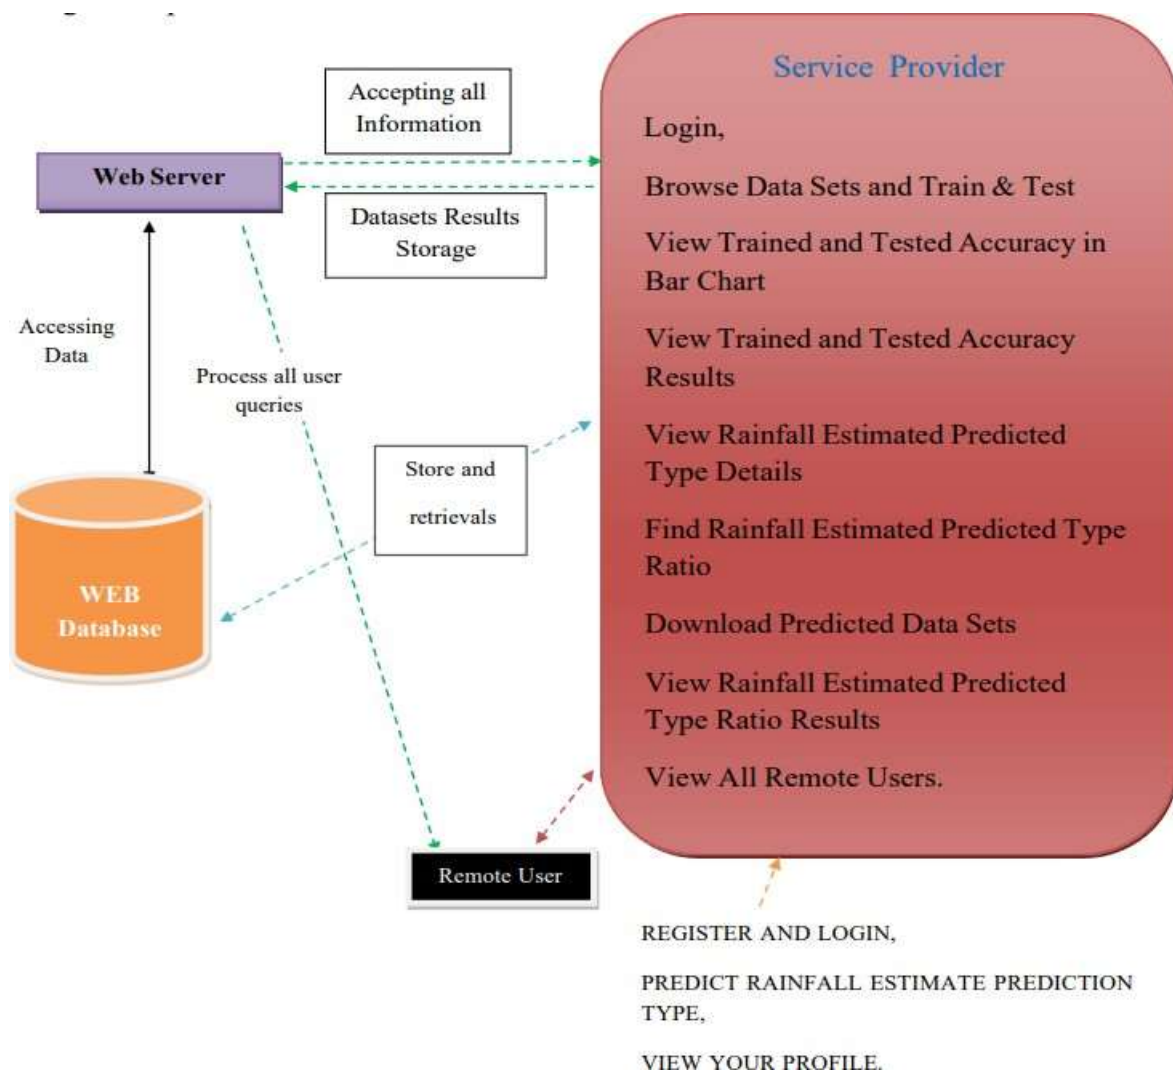 Service Provider
Accepting all
Information
Login,
Web Server
Browse Data Sets and Train & Test
Datasets Results
Storage
View Trained and Tested Accuracy in
Bar Chart
Accessing
Data
View Trained and Tested Accuracy
Results
Process all user
queries
View Rainfall Estimated Predicted
Type Details
Store and
retrievals
Find Rainfall Estimated Predicted Type
Ratio
WEB
Database
Download Predicted Data Sets
View Rainfall Estimated Predicted
Type Ratio Results
View All Remote Users.
Remote User
REGISTER AND LOGIN,
PREDICT RAINFALL ESTIMATE PREDICTION
TYPE,
VIEW YOUR PROFILE.